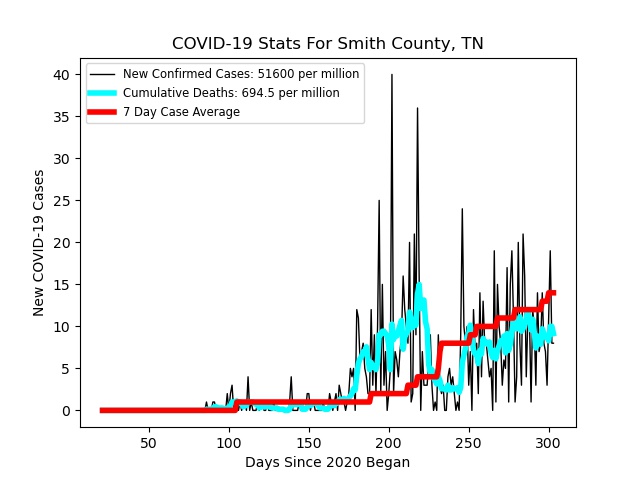 COVID-19 Stats For Smith County, TN
New Confirmed Cases: 51600 per million
Cumulative Deaths: 694.5 per million
7 Day Case Average
40
35
30
25
20
15
10
5
0
New COVID-19 Cases
50 100 150 200 250 300
Days Since 2020 Began